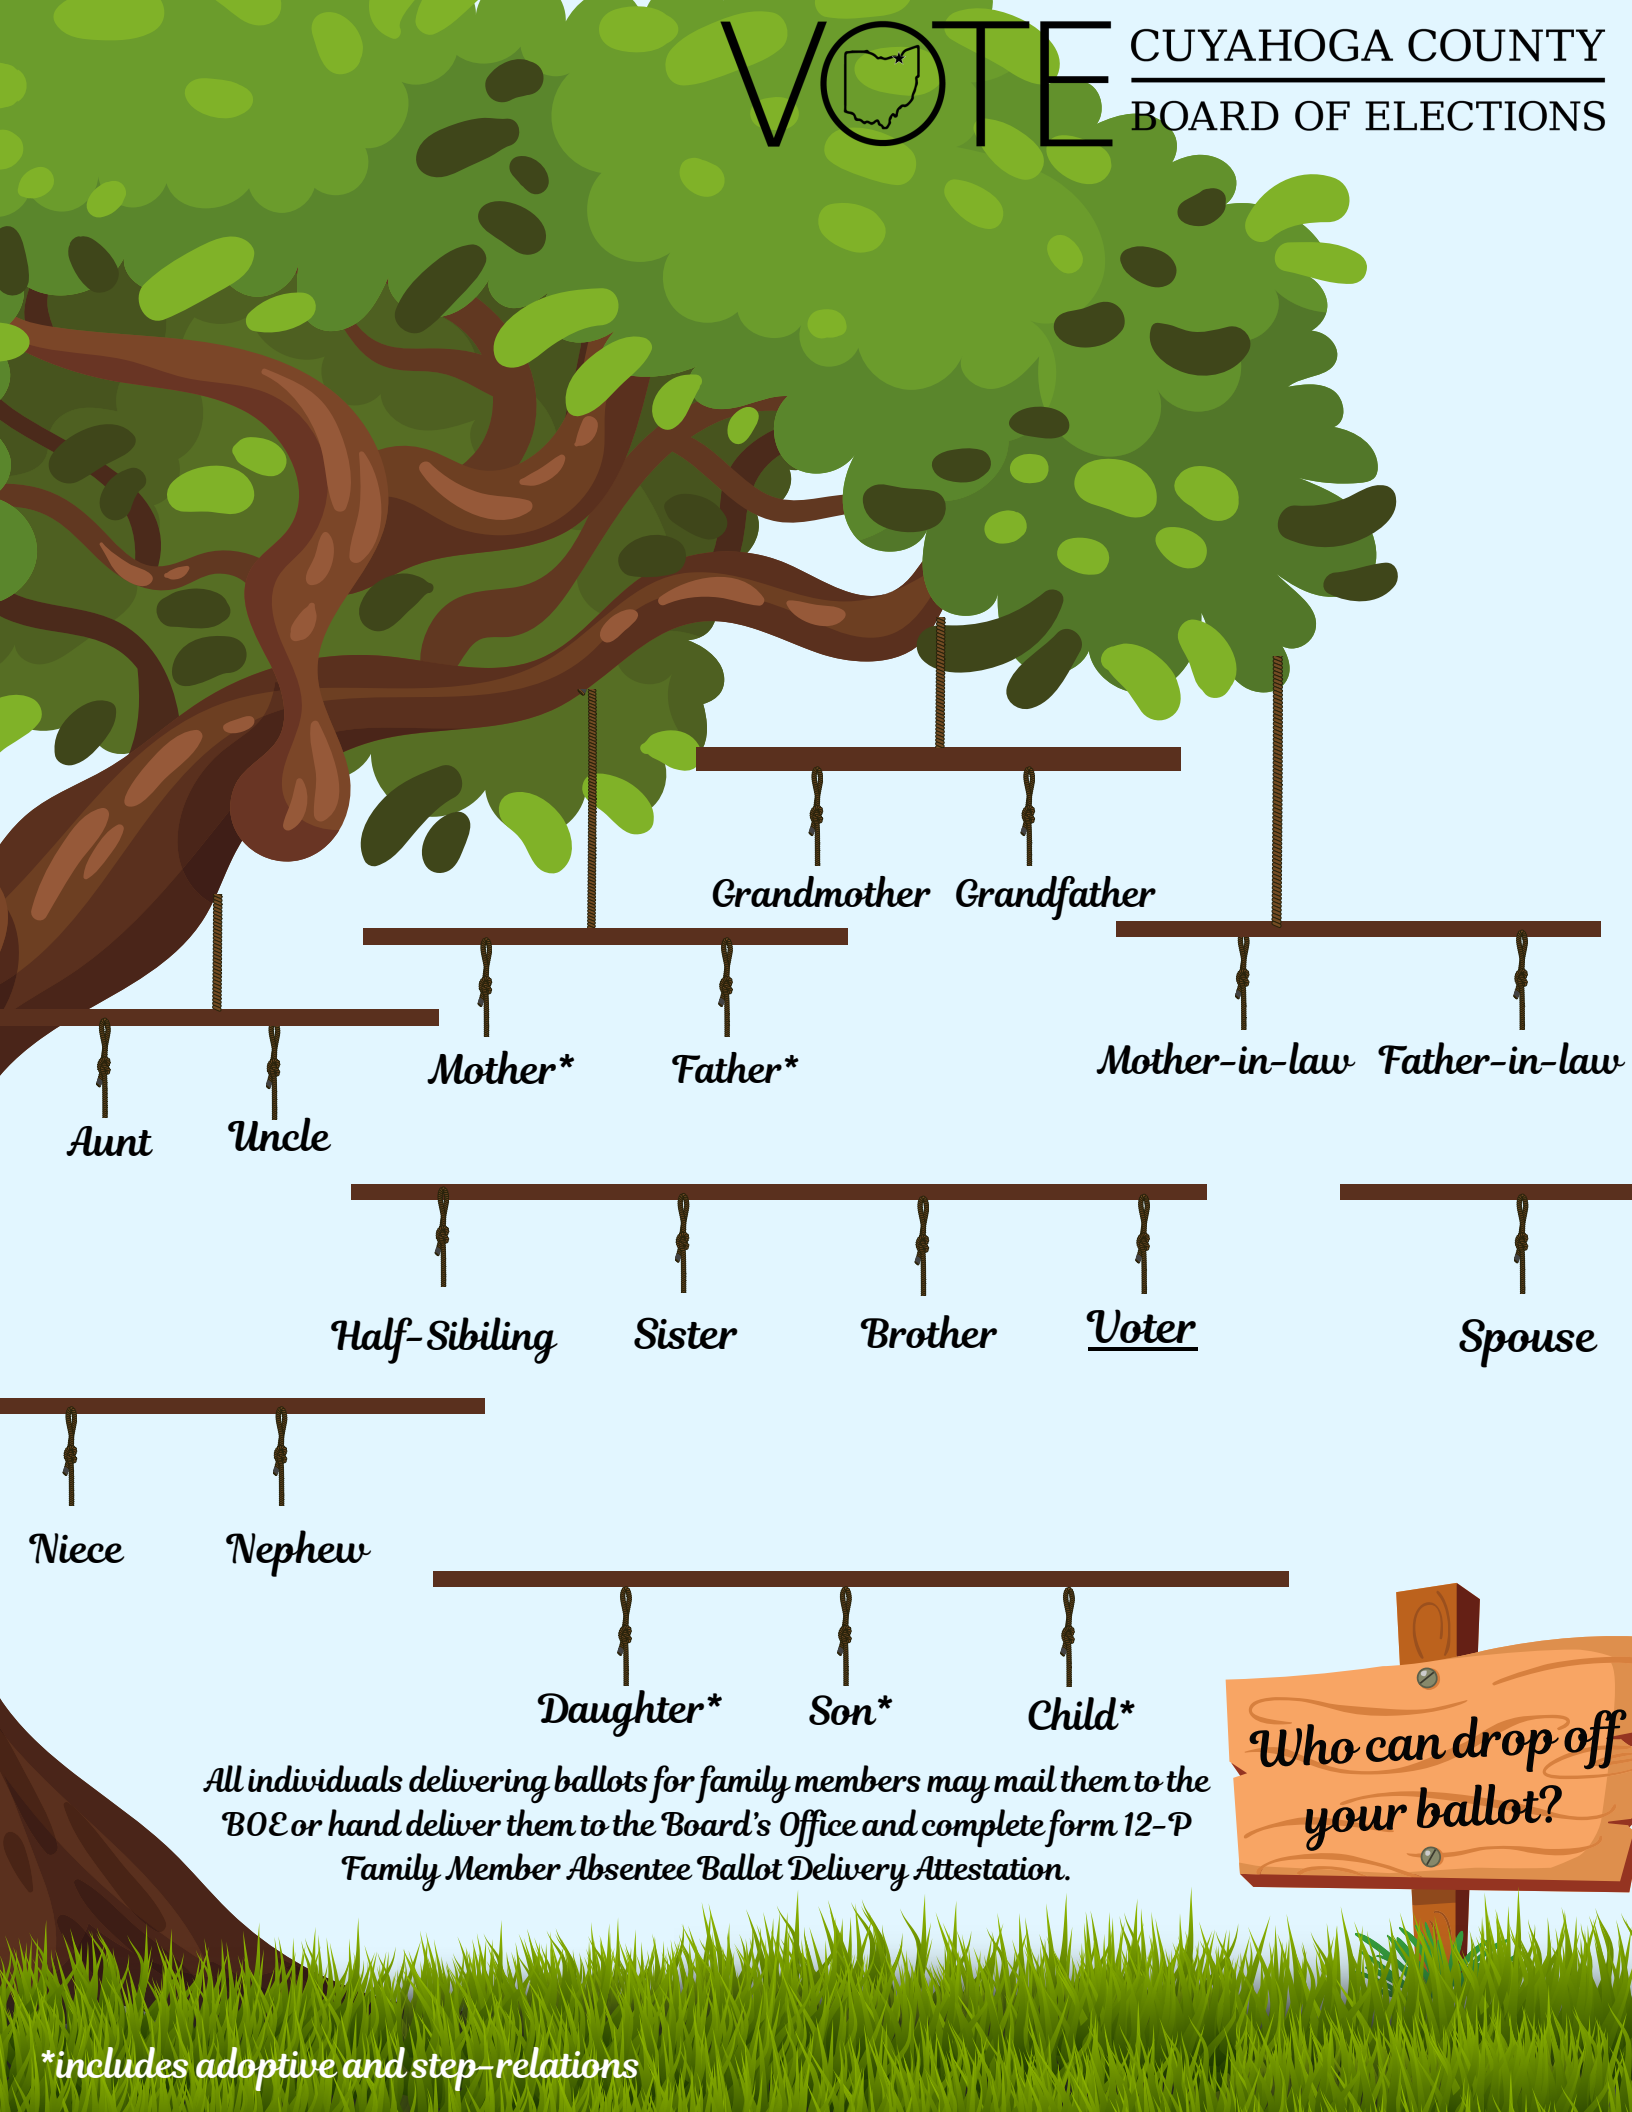 VOTE
CUYAHOGA COUNTY
BOARD OF ELECTIONS
Grandmother Grandfather
Mother* Father*
Mother-in-law Father-in-law
Aunt Uncle
Half-Sibiling Sister Brother Voter Spouse
Niece Nephew
Daughter* Son* Child*
Who can drop off
your ballot?
All individuals delivering ballots for family members may mail them to the
BOE or hand deliver them to the Board's Office and complete form 12-P
Family Member Absentee Ballot Delivery Attestation.
*includes adoptive and step-relations